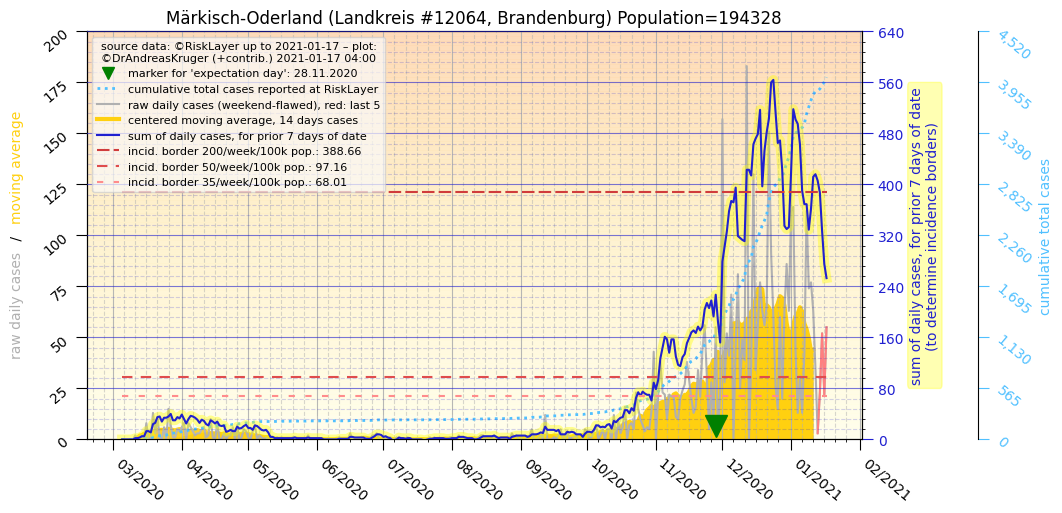 Märkisch-Oderland (Landkreis #12064, Brandenburg) Population=194328
source data: ©RiskLayer up to 2021-01-17 – plot:
©DrAndreasKruger (+contrib.) 2021-01-17 04:00
marker for 'expectation day': 28.11.2020
cumulative total cases reported at RiskLayer
raw daily cases (weekend-flawed), red: last 5
centered moving average, 14 days cases
sum of daily cases, for prior 7 days of date
incid. border 200/week/100k pop.: 388.66
incid. border 50/week/100k pop.: 97.16
incid. border 35/week/100k pop.: 68.01
raw daily cases / moving average
200
175
150
125
100
75
50
25
0
03/2020
04/2020
05/2020
06/2020
07/2020
08/2020
09/2020
10/2020
11/2020
12/2020
01/2021
02/2021
640
560
480
400
320
240
160
80
0
sum of daily cases, for prior 7 days of date
(to determine incidence borders)
4,520
3,955
3,390
2,825
2,260
1,695
1,130
565
0
cumulative total cases